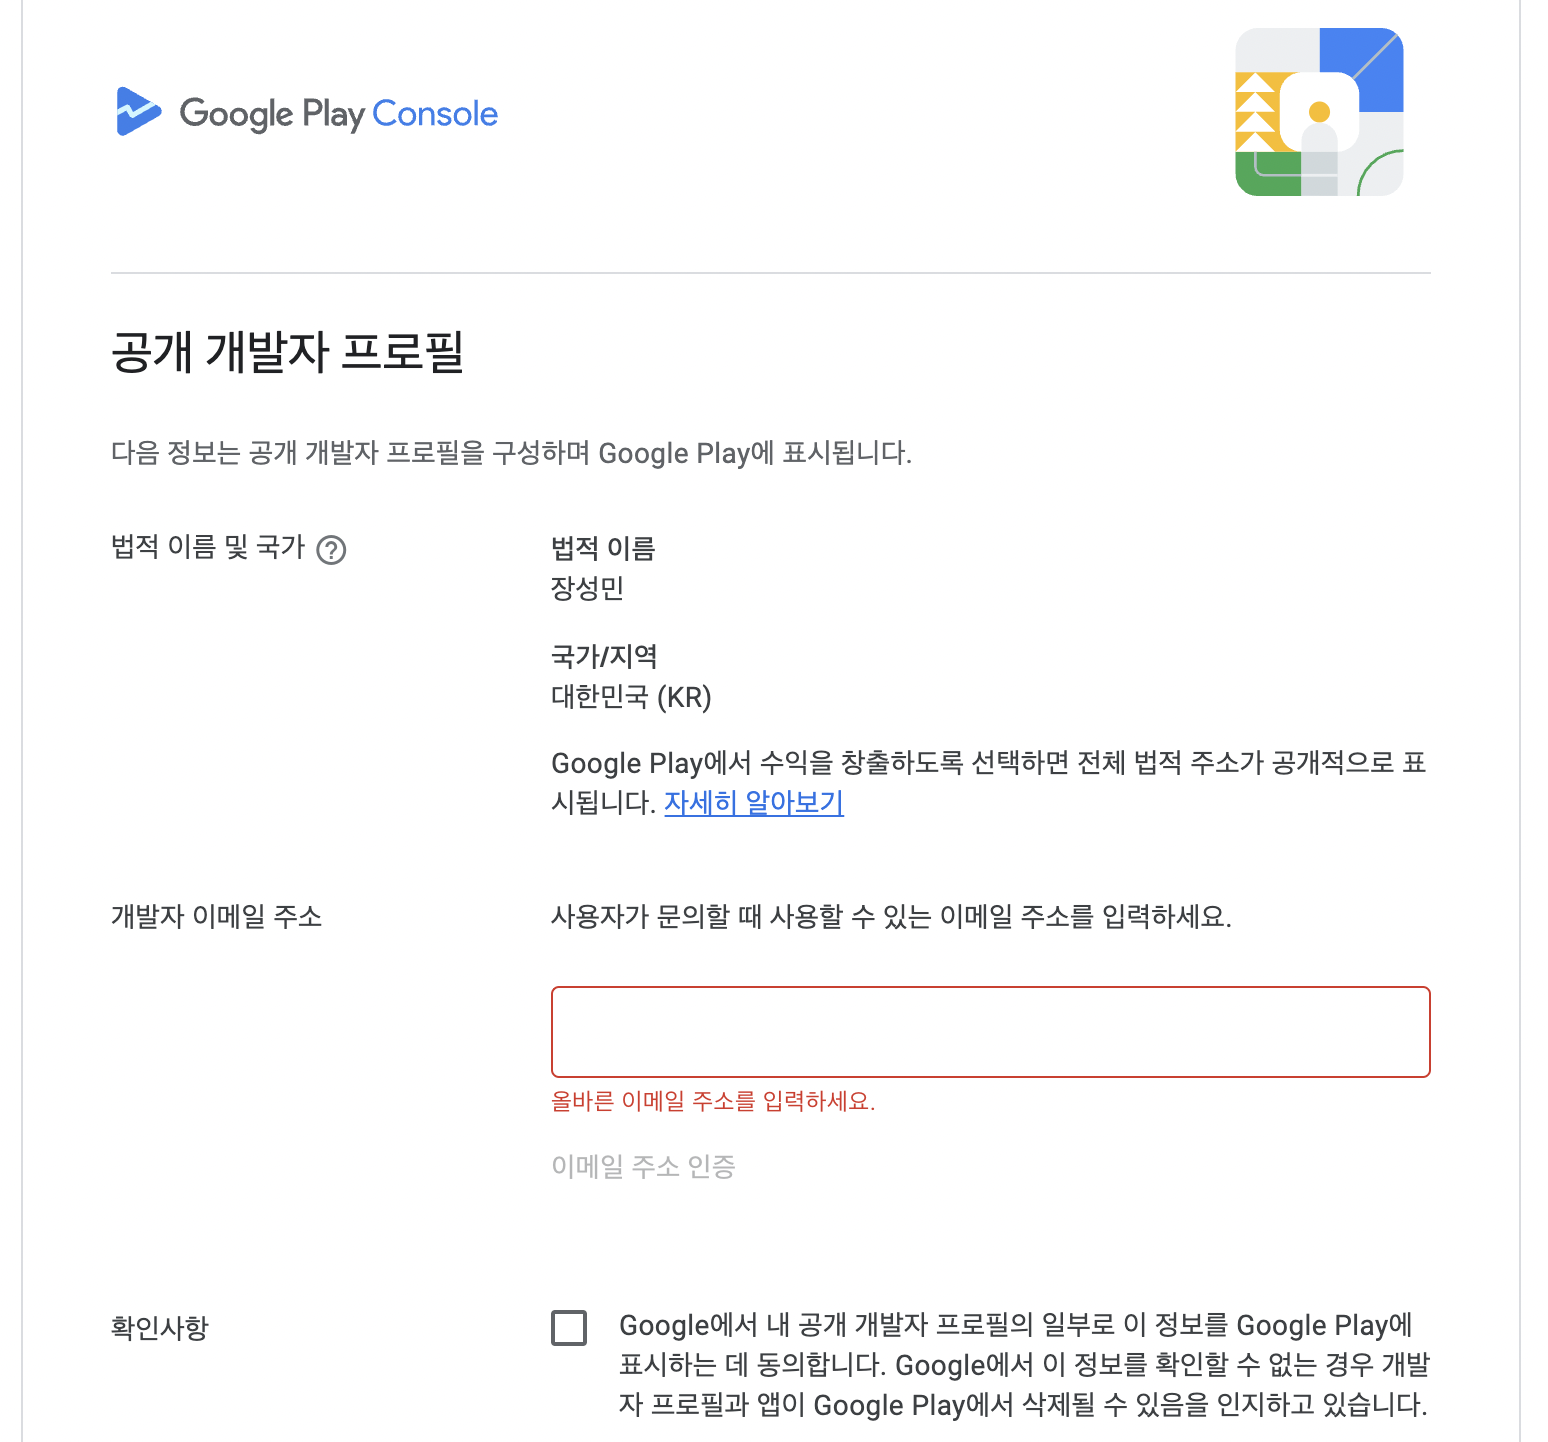 Google Play Console
공개 개발자 프로필
다음 정보는 공개 개발자 프로필을 구성하며 Google Play에 표시됩니다.
법적 이름 및 국가 ?
법적 이름
장성민
국가/지역
대한민국 (KR)
Google Play에서 수익을 창출하도록 선택하면 전체 법적 주소가 공개적으로 표
시됩니다. 자세히 알아보기
개발자 이메일 주소
사용자가 문의할 때 사용할 수 있는 이메일 주소를 입력하세요.
올바른 이메일 주소를 입력하세요.
이메일 주소 인증
확인사항
Google에서 내 공개 개발자 프로필의 일부로 이 정보를 Google Play에
표시하는 데 동의합니다. Google에서 이 정보를 확인할 수 없는 경우 개발
자 프로필과 앱이 Google Play에서 삭제될 수 있음을 인지하고 있습니다.